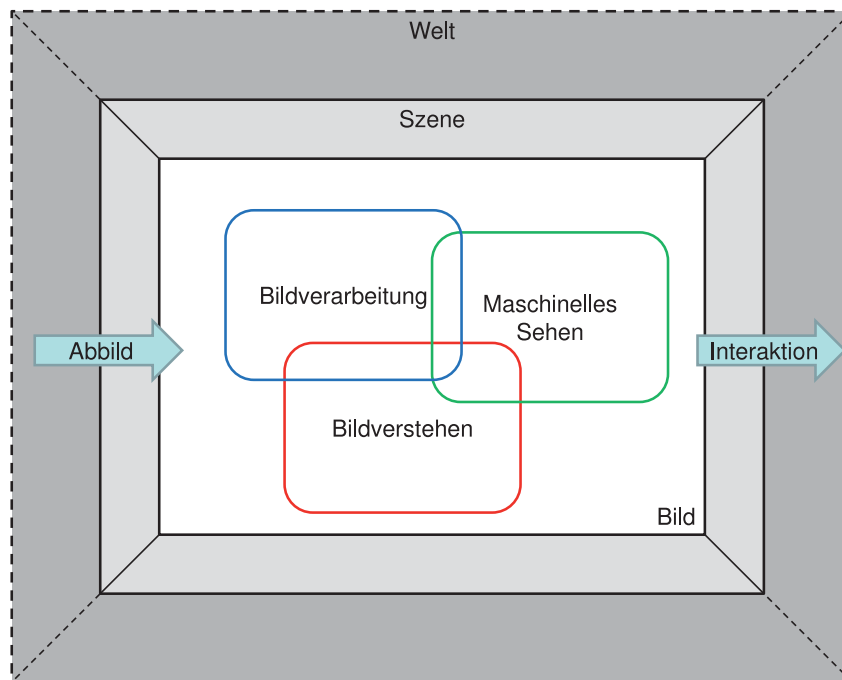 Welt
Szene
Bildverarbeitung
Maschinelles
Sehen
Abbild
Interaktion
Bildverstehen
Bild